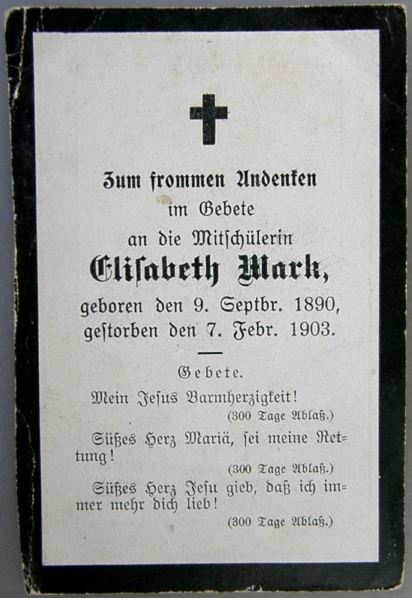 Zum frommen Andenken
im Gebete
an die Mitschülerin
Elisabeth Mark,
geboren den 9. Septbr. 1890,
gestorben den 7. Febr. 1903.
Gebete.
Mein Jesus Barmherzigkeit!
(300 Tage Ablaß.)
Süßes Herz Mariä, sei meine Ret-
tung!
(300 Tage Ablaß.)
Süßes Herz Jesu gieb, daß ich im-
mer mehr dich lieb!
(300 Tage Ablaß.)